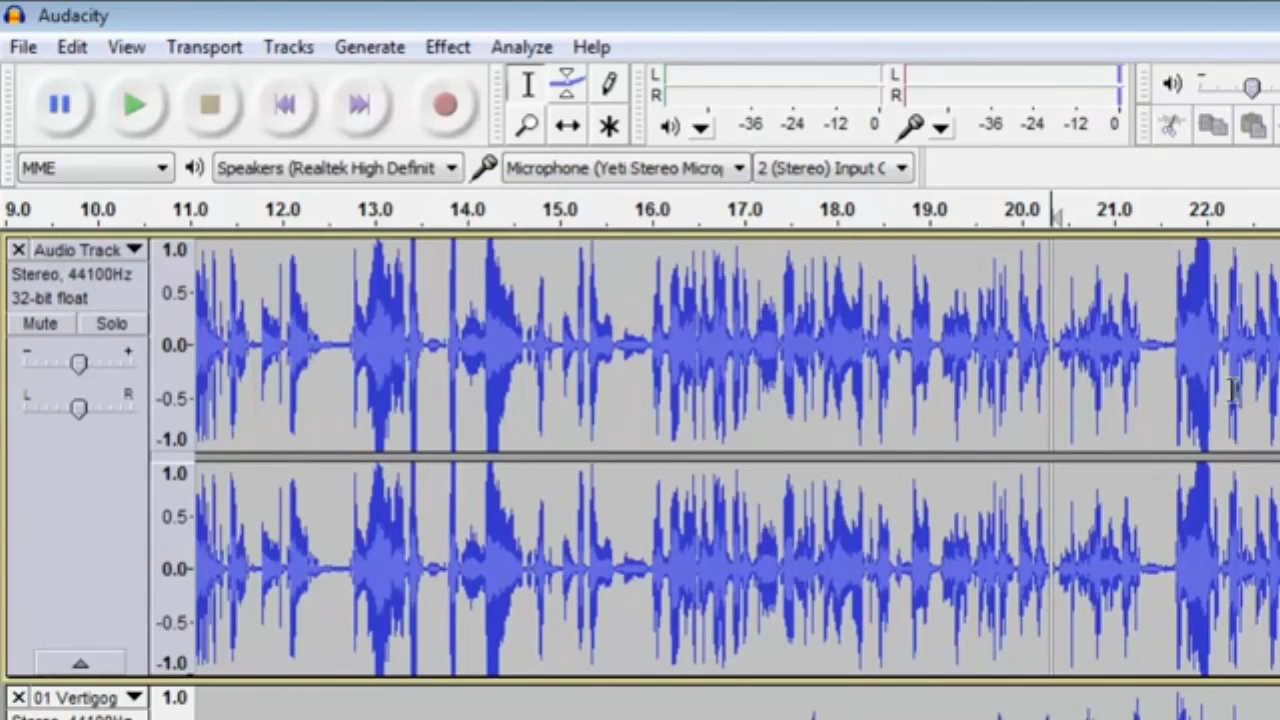 Audacity
File Edit View Transport Tracks Generate Effect Analyze Help
L
R
L
R
-36 -24 -12 0
-36 -24 -12 0
MME
Speakers (Realtek High Definit
Microphone (Yeti Stereo Microp
2 (Stereo) Input C
9.0 10.0 11.0 12.0 13.0 14.0 15.0 16.0 17.0 18.0 19.0 20.0 21.0 22.0
Audio Track
Stereo, 44100Hz
32-bit float
Mute Solo
- +
L R
1.0
0.5-
0.0-
-0.5-
-1.0
1.0
0.5-
0.0-
-0.5-
-1.0
01 Vertigog
1.0
Stereo, 44100Hz